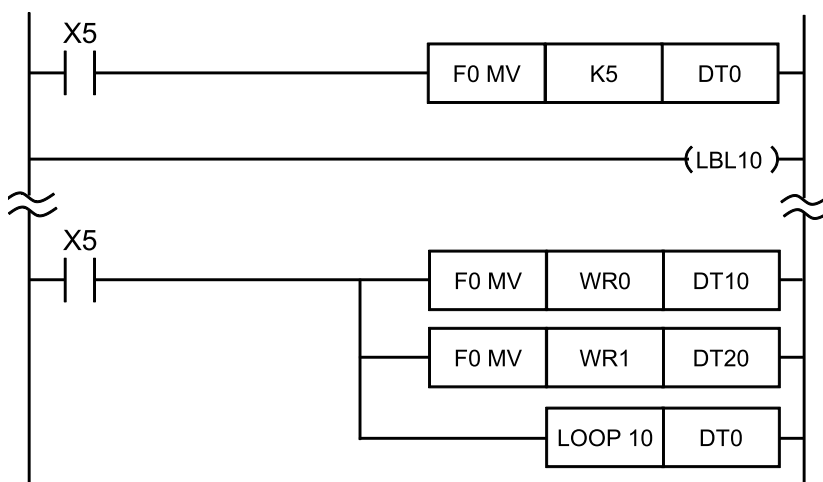 X5
F0 MV K5 DT0
(LBL10 )
X5
F0 MV WR0 DT10
F0 MV WR1 DT20
LOOP 10 DT0